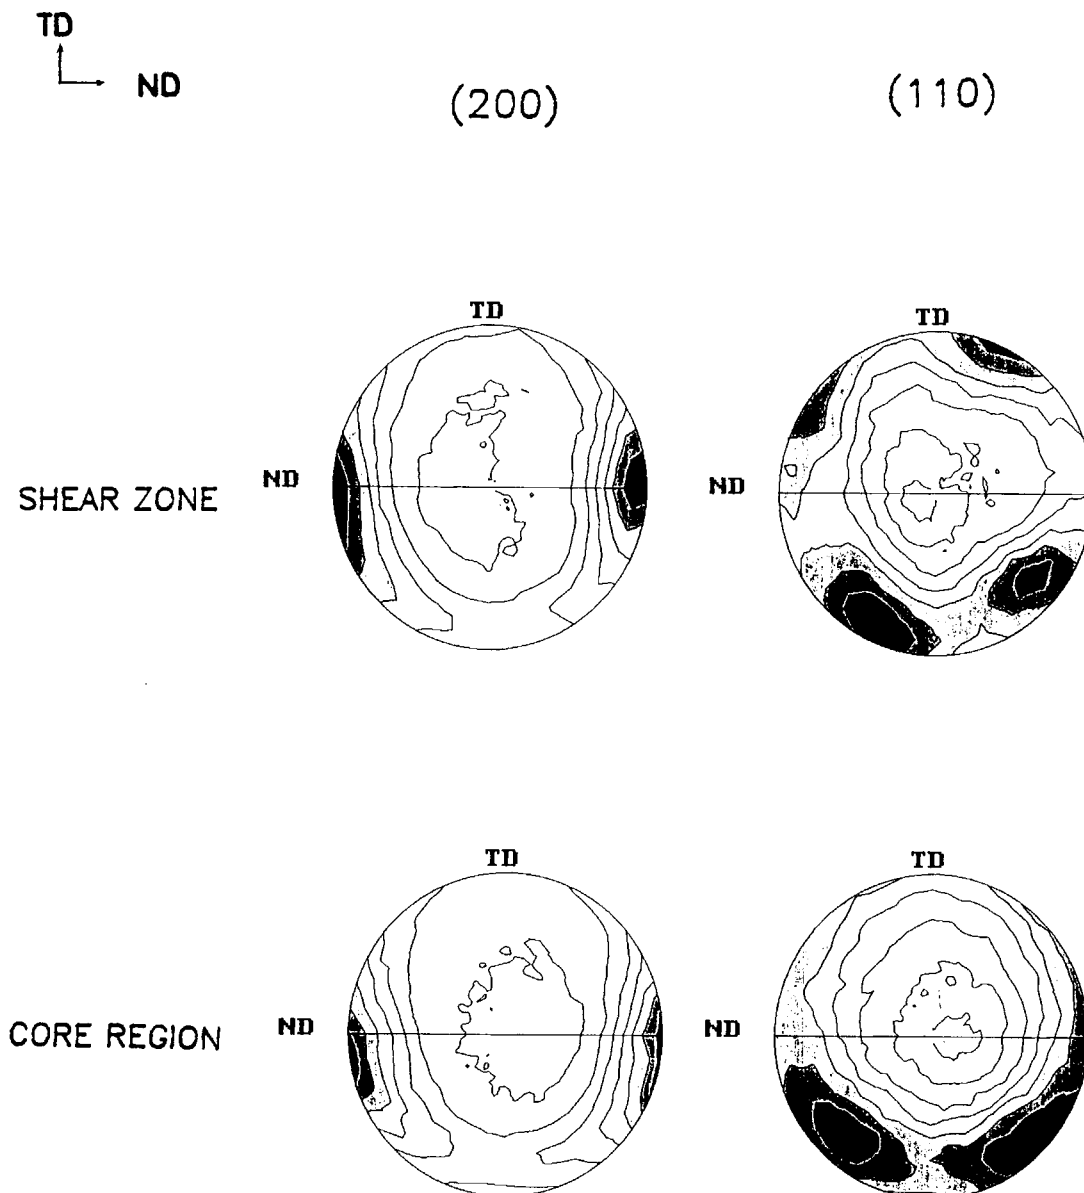 TD
ND
(200)
(110)
TD
TD
ND
ND
SHEAR ZONE
TD
TD
ND
ND
CORE REGION